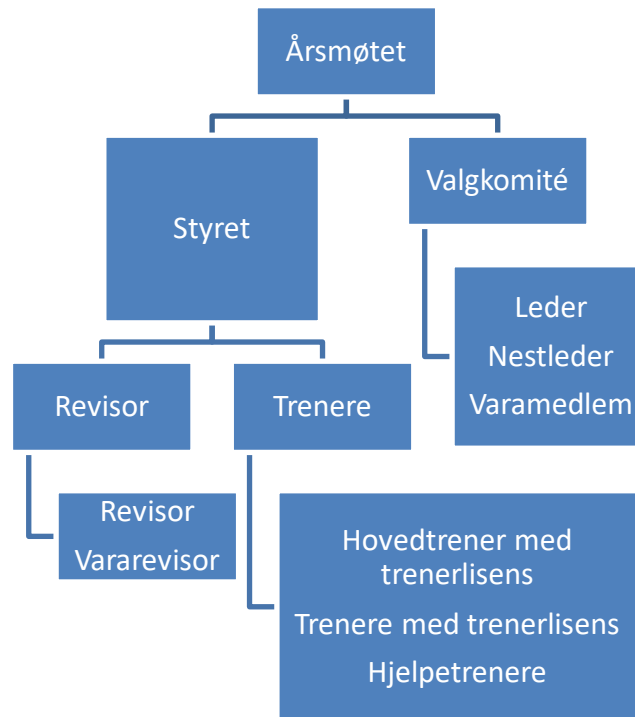 Årsmøtet
Styret
Valgkomité
Leder
Nestleder
Varamedlem
Revisor
Trenere
Revisor
Vararevisor
Hovedtrener med
trenerlisens
Trenere med trenerlisens
Hjelpetrenere